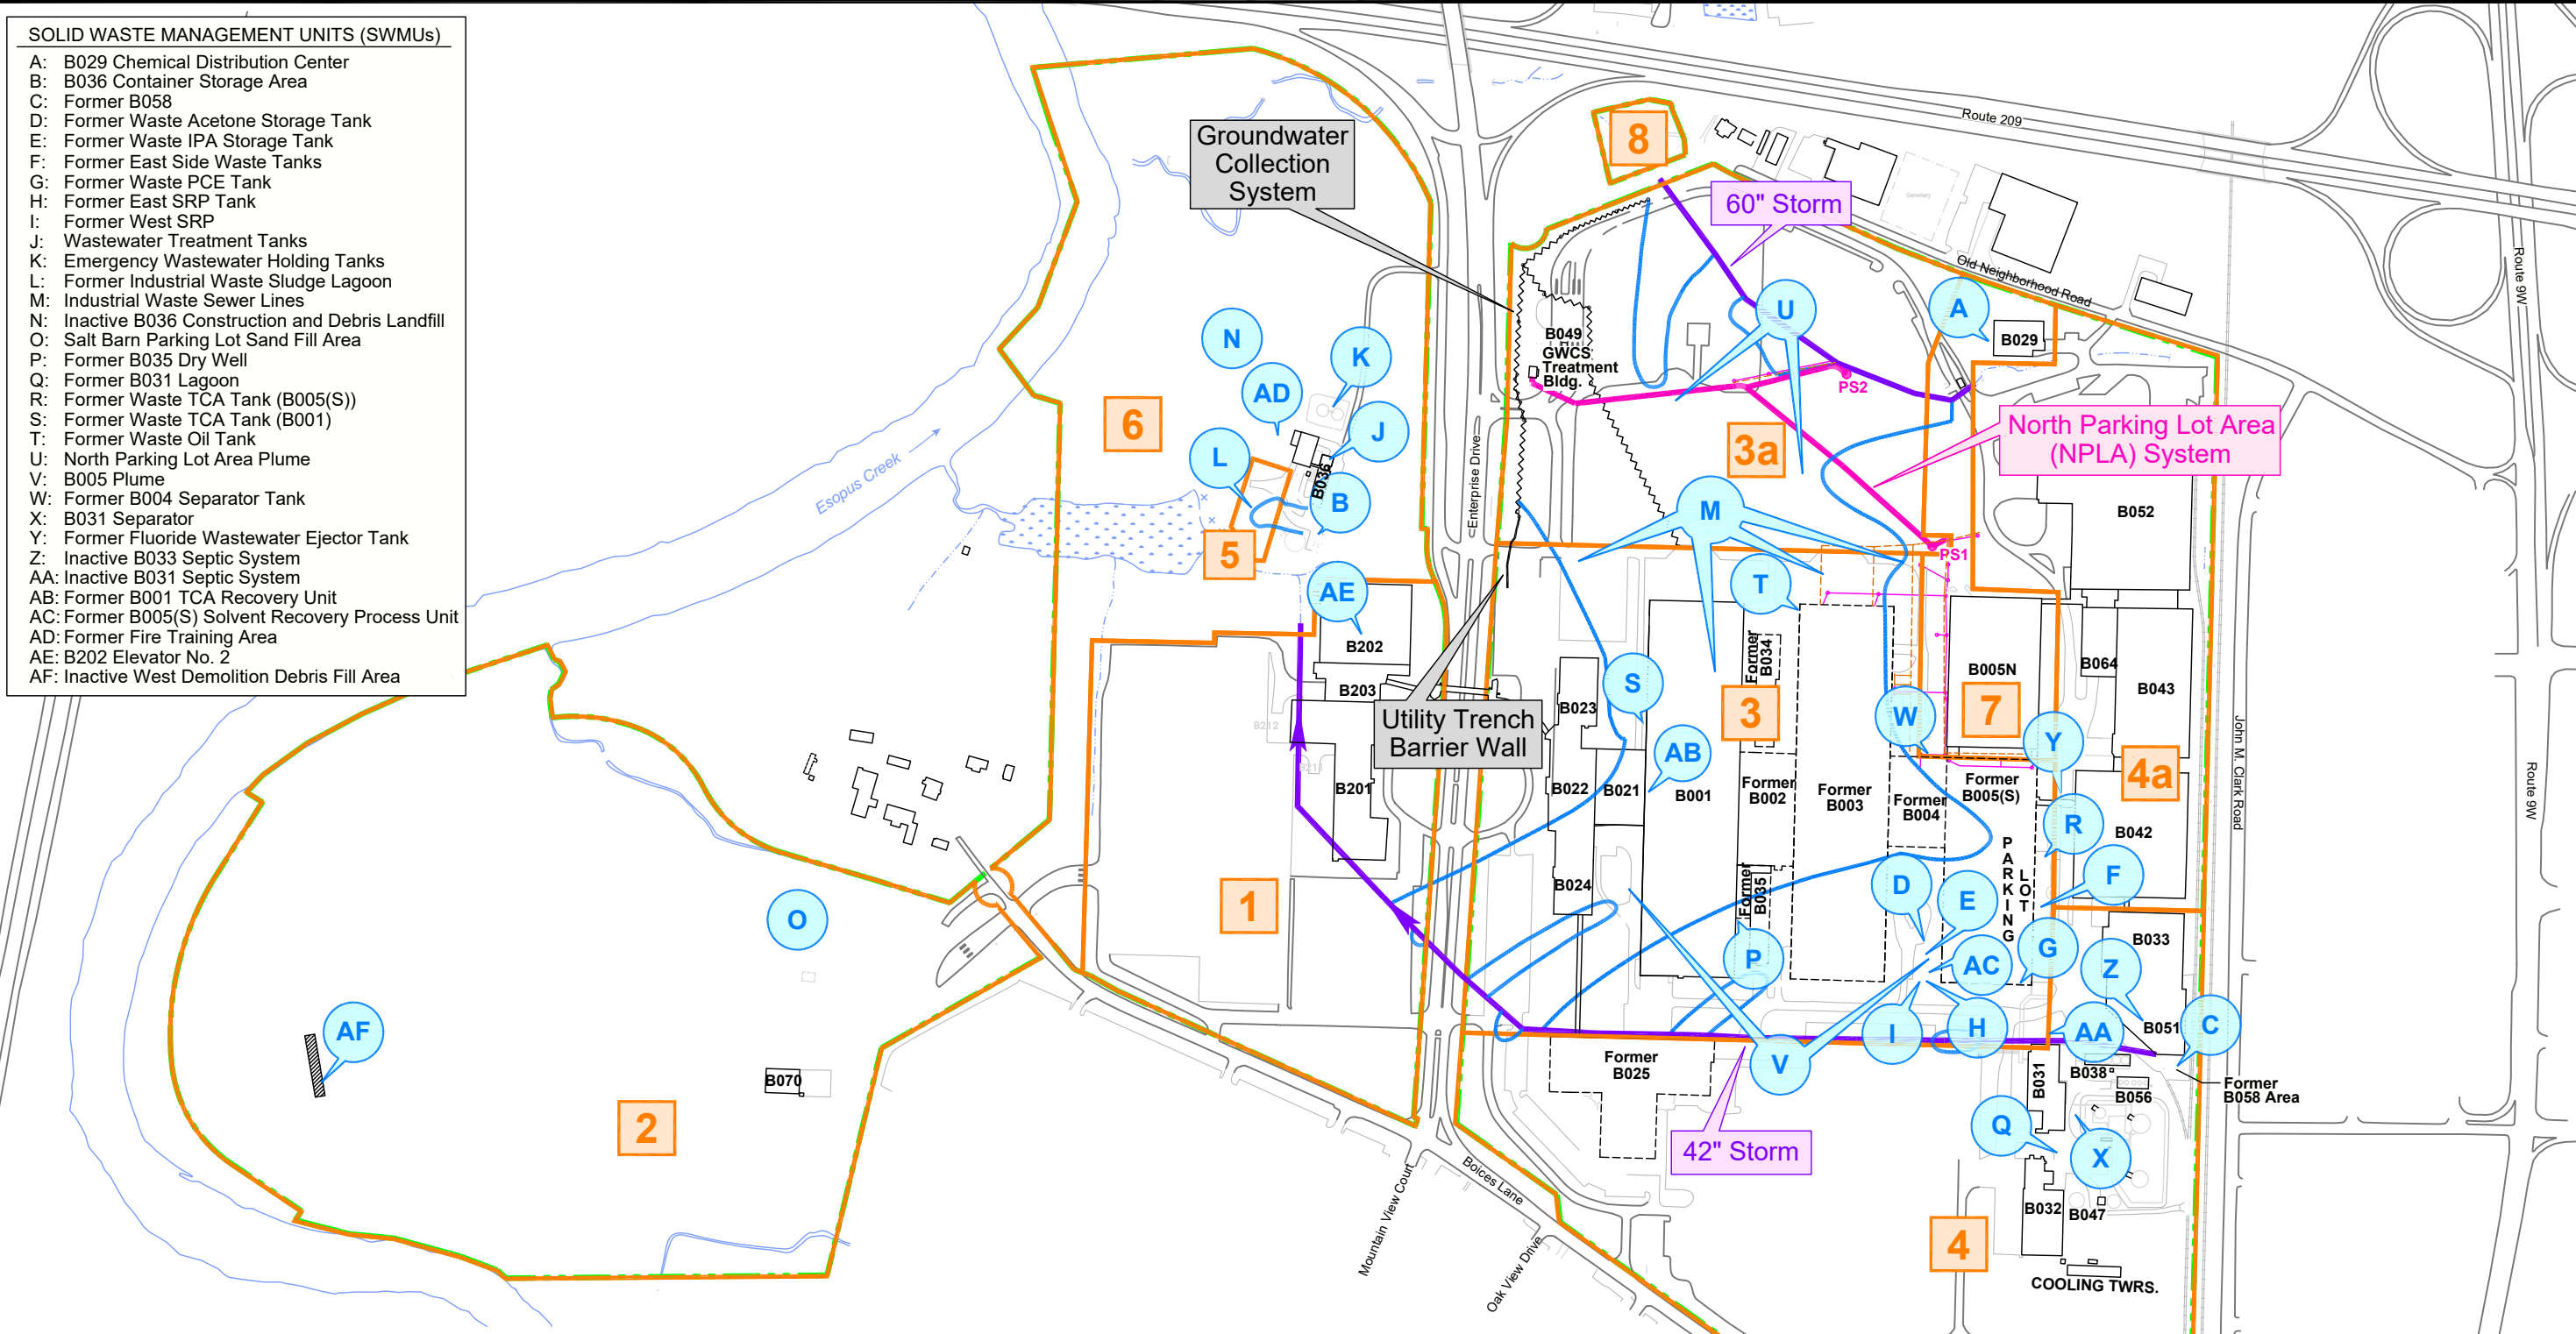 SOLID WASTE MANAGEMENT UNITS (SWMUs)
A: B029 Chemical Distribution Center
B: B036 Container Storage Area
C: Former B058
D: Former Waste Acetone Storage Tank
E: Former Waste IPA Storage Tank
F: Former East Side Waste Tanks
G: Former Waste PCE Tank
H: Former East SRP Tank
I: Former West SRP
J: Wastewater Treatment Tanks
K: Emergency Wastewater Holding Tanks
L: Former Industrial Waste Sludge Lagoon
M: Industrial Waste Sewer Lines
N: Inactive B036 Construction and Debris Landfill
O: Salt Barn Parking Lot Sand Fill Area
P: Former B035 Dry Well
Q: Former B031 Lagoon
R: Former Waste TCA Tank (B005(S))
S: Former Waste TCA Tank (B001)
T: Former Waste Oil Tank
U: North Parking Lot Area Plume
V: B005 Plume
W: Former B004 Separator Tank
X: B031 Separator
Y: Former Fluoride Wastewater Ejector Tank
Z: Inactive B033 Septic System
AA: Inactive B031 Septic System
AB: Former B001 TCA Recovery Unit
AC: Former B005(S) Solvent Recovery Process Unit
AD: Former Fire Training Area
AE: B202 Elevator No. 2
AF: Inactive West Demolition Debris Fill Area
Groundwater
Collection
System
8
60" Storm
Route 209
Cemetery
Old Neighborhood Road
Route 9W
U
A
B029
B049
GWCS
Treatment
Bldg.
PS2
N
K
AD
J
6
L
B036
B
5
Esopus Creek
Enterprise Drive
3a
North Parking Lot Area
(NPLA) System
M
B052
PS1
AE
T
B202
B203
Former
B034
B005N
B064
B043
S
B023
3
W
7
Y
B212
B213
Utility Trench
Barrier Wall
AB
4a
John M. Clark Road
Route 9W
B201
B022
B021
B001
Former
B002
Former
B003
Former
B004
Former
B005(S)
R
B042
PARKING
LOT
1
B024
Former
B035
D
E
F
O
P
AC
G
B033
Z
AF
I
H
AA
B051
C
V
B070
Former
B025
B031
B038
B056
Former
B058 Area
2
42" Storm
Q
X
Mountain View Court
Boices Lane
Oak View Drive
4
B032
B047
COOLING TWRS.